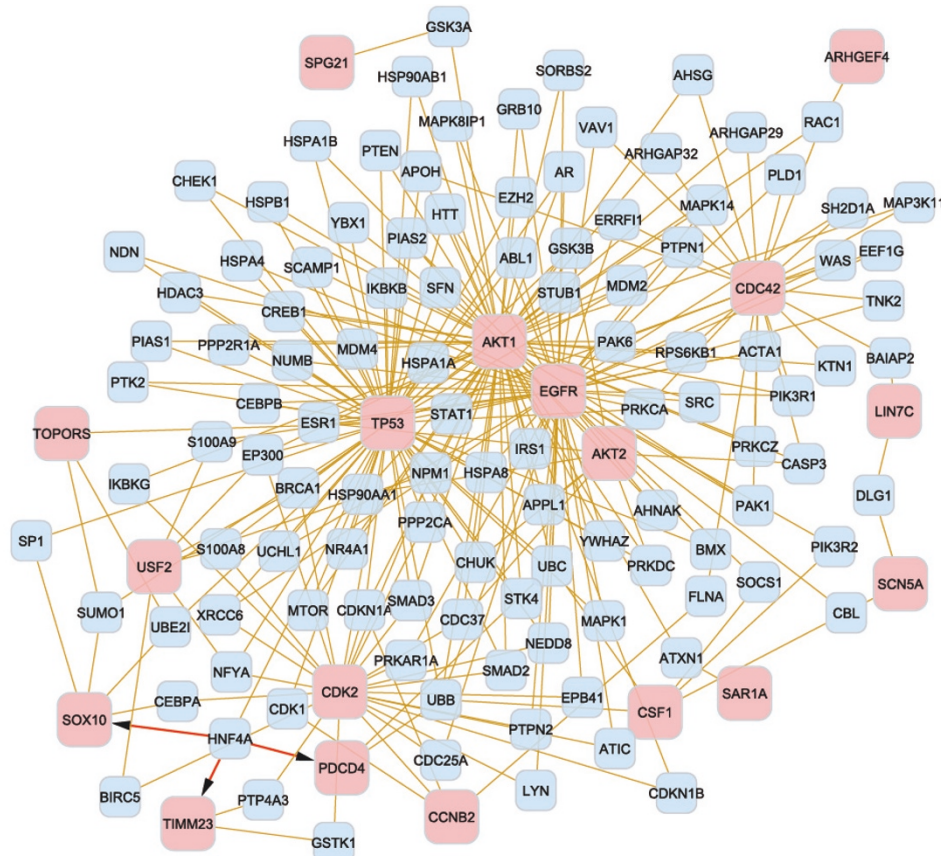 GSK3A
SPG21
ARHGEF4
HSP90AB1
SORBS2
AHSG
GRB10
MAPK8IP1
VAV1
RAC1
HSPA1B
PTEN
ARHGAP29
ARHGAP32
APOH
AR
PLD1
CHEK1
HSPB1
EZH2
MAPK14
SH2D1A
MAP3K11
YBX1
HTT
ERRFI1
PIAS2
NDN
HSPA4
SCAMP1
ABL1
GSK3B
PTPN1
WAS
EEF1G
IKBKB
SFN
STUB1
MDM2
CDC42
HDAC3
CREB1
TNK2
PIAS1
PPP2R1A
NUMB
MDM4
HSPA1A
AKT1
PAK6
RPS6KB1
ACTA1
KTN1
BAIAP2
PTK2
EGFR
CEBPB
STAT1
PRKCA
SRC
PIK3R1
LIN7C
TOPORS
S100A9
ESR1
TP53
EP300
IRS1
AKT2
PRKCZ
CASP3
IKBKG
BRCA1
HSP90AA1
NPM1
HSPA8
DLG1
APPL1
AHNAK
PAK1
SP1
S100A8
UCHL1
NR4A1
PPP2CA
YWHAZ
BMX
PIK3R2
USF2
CHUK
UBC
PRKDC
SCN5A
SOCS1
FLNA
SUMO1
XRCC6
MTOR
CDKN1A
SMAD3
STK4
CBL
UBE2I
CDC37
MAPK1
NEDD8
NFYA
PRKAR1A
SMAD2
ATXN1
CDK2
SAR1A
SOX10
CEBPA
CDK1
UBB
EPB41
CSF1
HNF4A
PTPN2
ATIC
PDCD4
CDC25A
BIRC5
PTP4A3
LYN
CDKN1B
TIMM23
CCNB2
GSTK1